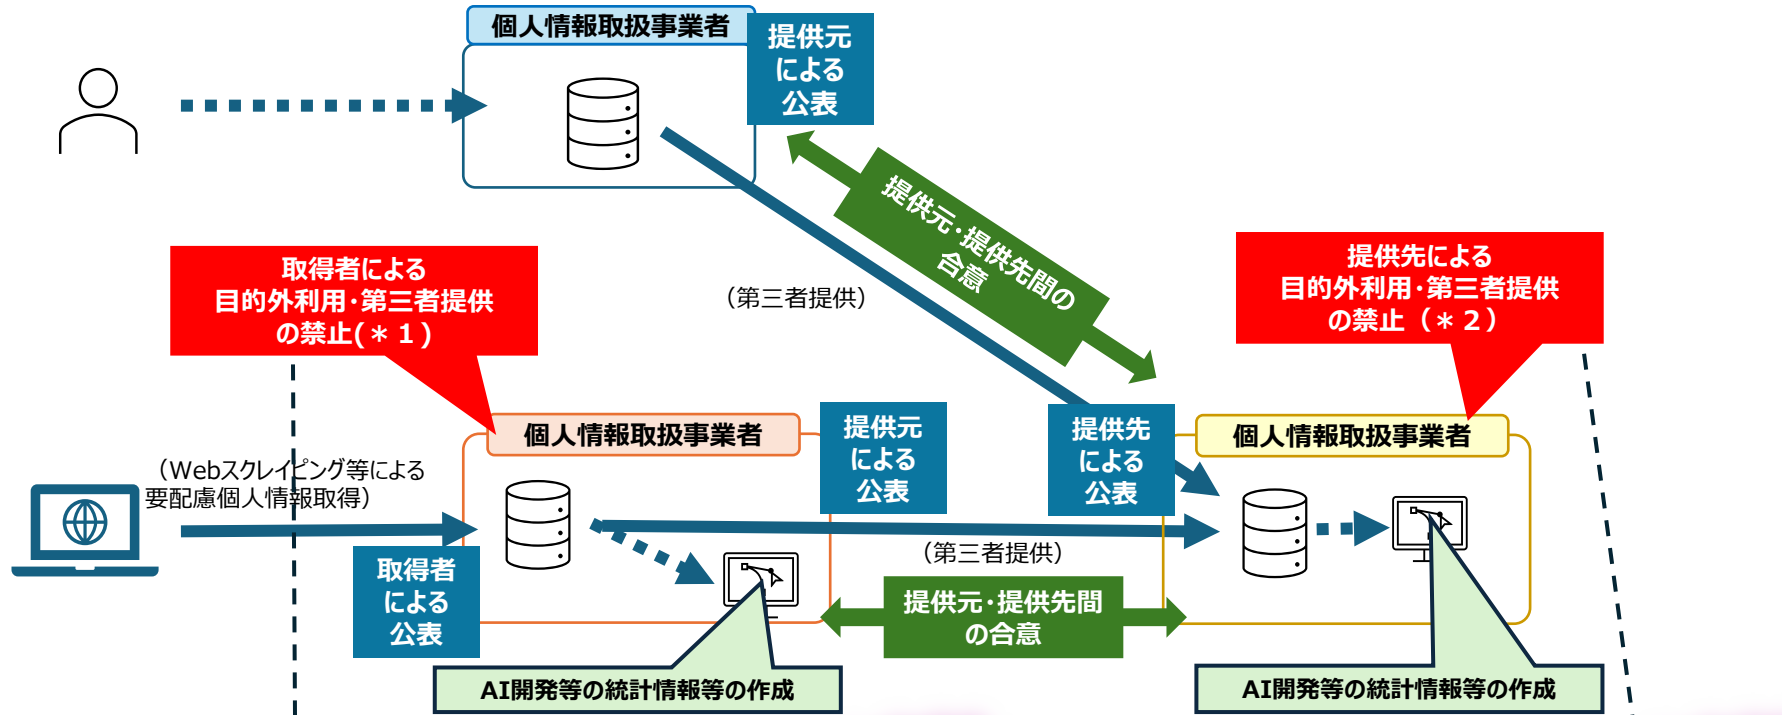 個人情報取扱事業者
提供元
による
公表
提供元・提供先間の
合意
（第三者提供）
取得者による
目的外利用・第三者提供
の禁止(＊１)
提供先による
目的外利用・第三者提供
の禁止（＊２）
個人情報取扱事業者
提供元
による
公表
提供先
による
公表
個人情報取扱事業者
（Webスクレイピング等による
要配慮個人情報取得）
（第三者提供）
取得者
による
公表
提供元・提供先間
の合意
AI開発等の統計情報等の作成
AI開発等の統計情報等の作成